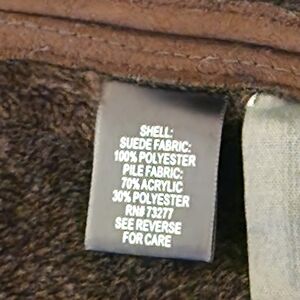 SHELL:
SUEDE FABRIC:
100% POLYESTER
PILE FABRIC:
70% ACRYLIC
30% POLYESTER
RN# 73277
SEE REVERSE
FOR CARE